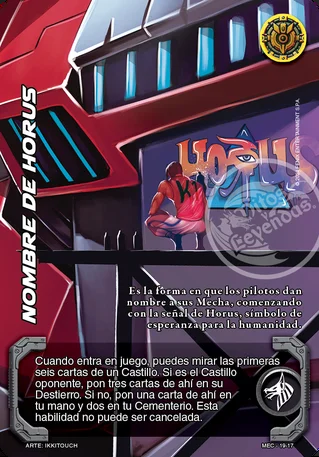 NOMBRE DE HORUS
HORUS
Mitos y
Leyendas
Es la forma en que los pilotos dan
nombre a sus Mecha, comenzando
con la señal de Horus, símbolo de
esperanza para la humanidad.
Cuando entra en juego, puedes mirar las primeras
seis cartas de un Castillo. Si es el Castillo
oponente, pon tres cartas de ahí en su
Destierro. Si no, pon una carta de ahí en
tu mano y dos en tu Cementerio. Esta
habilidad no puede ser cancelada.
ARTE: IKKITOUCH
MEC - 19-17